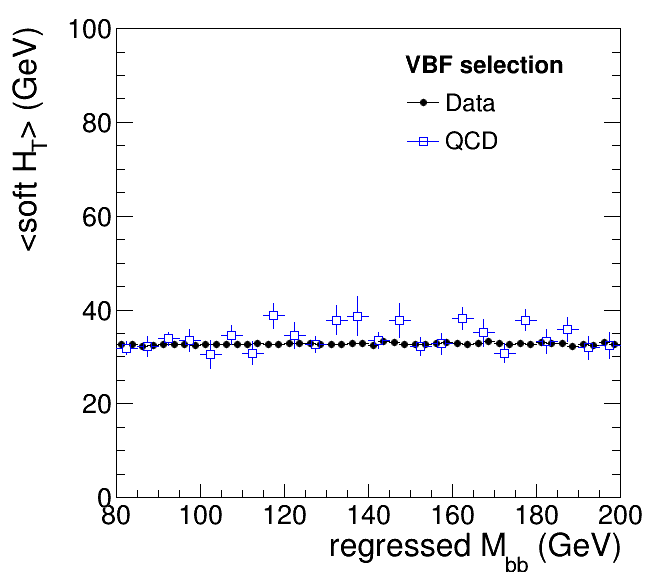 <soft H_T> (GeV)
100
80
60
40
20
0
VBF selection
Data
QCD
80 100 120 140 160 180 200
regressed M_bb (GeV)